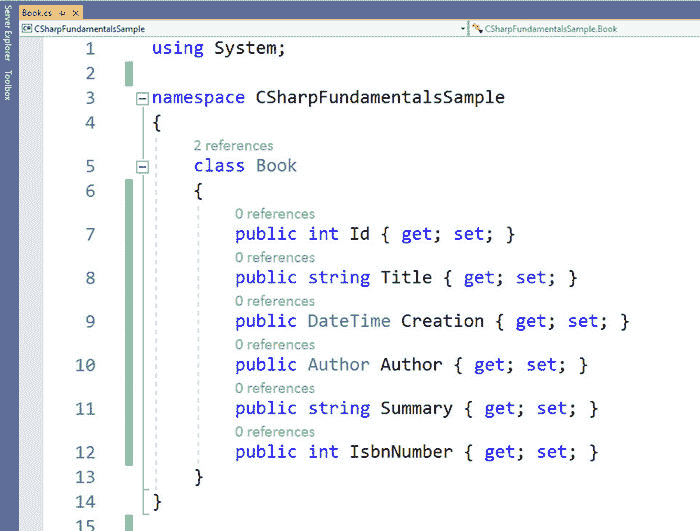 Server Explorer
Toolbox
Book.cs
CSharpFundamentalsSample
CSharpFundamentalsSample.Book
1 using System;
2
3 namespace CSharpFundamentalsSample
4 {
2 references
5 class Book
6 {
0 references
7 public int Id { get; set; }
0 references
8 public string Title { get; set; }
0 references
9 public DateTime Creation { get; set; }
0 references
10 public Author Author { get; set; }
0 references
11 public string Summary { get; set; }
0 references
12 public int IsbnNumber { get; set; }
13 }
14 }
15